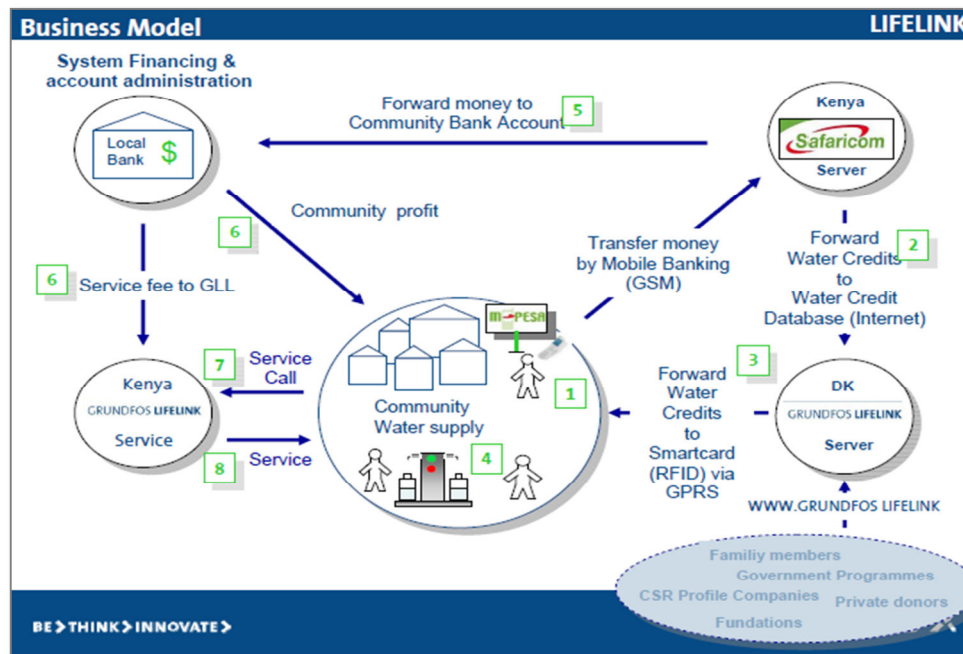 Business Model
LIFELINK
System Financing &
account administration
Local
Bank
$
Forward money to
Community Bank Account
5
Kenya
Safaricom
Server
Community profit
6
6
Service fee to GLL
Transfer money
by Mobile Banking
(GSM)
Forward
Water Credits
to
Water Credit
Database (Internet)
2
M-PESA
1
Community
Water supply
4
7
Service
Call
Kenya
GRUNDFOS LIFELINK
Service
8
Service
3
Forward
Water
Credits
to
Smartcard
(RFID) via
GPRS
DK
GRUNDFOS LIFELINK
Server
WWW.GRUNDFOS LIFELINK
Familiy members
Government Programmes
CSR Profile Companies
Private donors
Fundations
BE>THINK>INNOVATE>